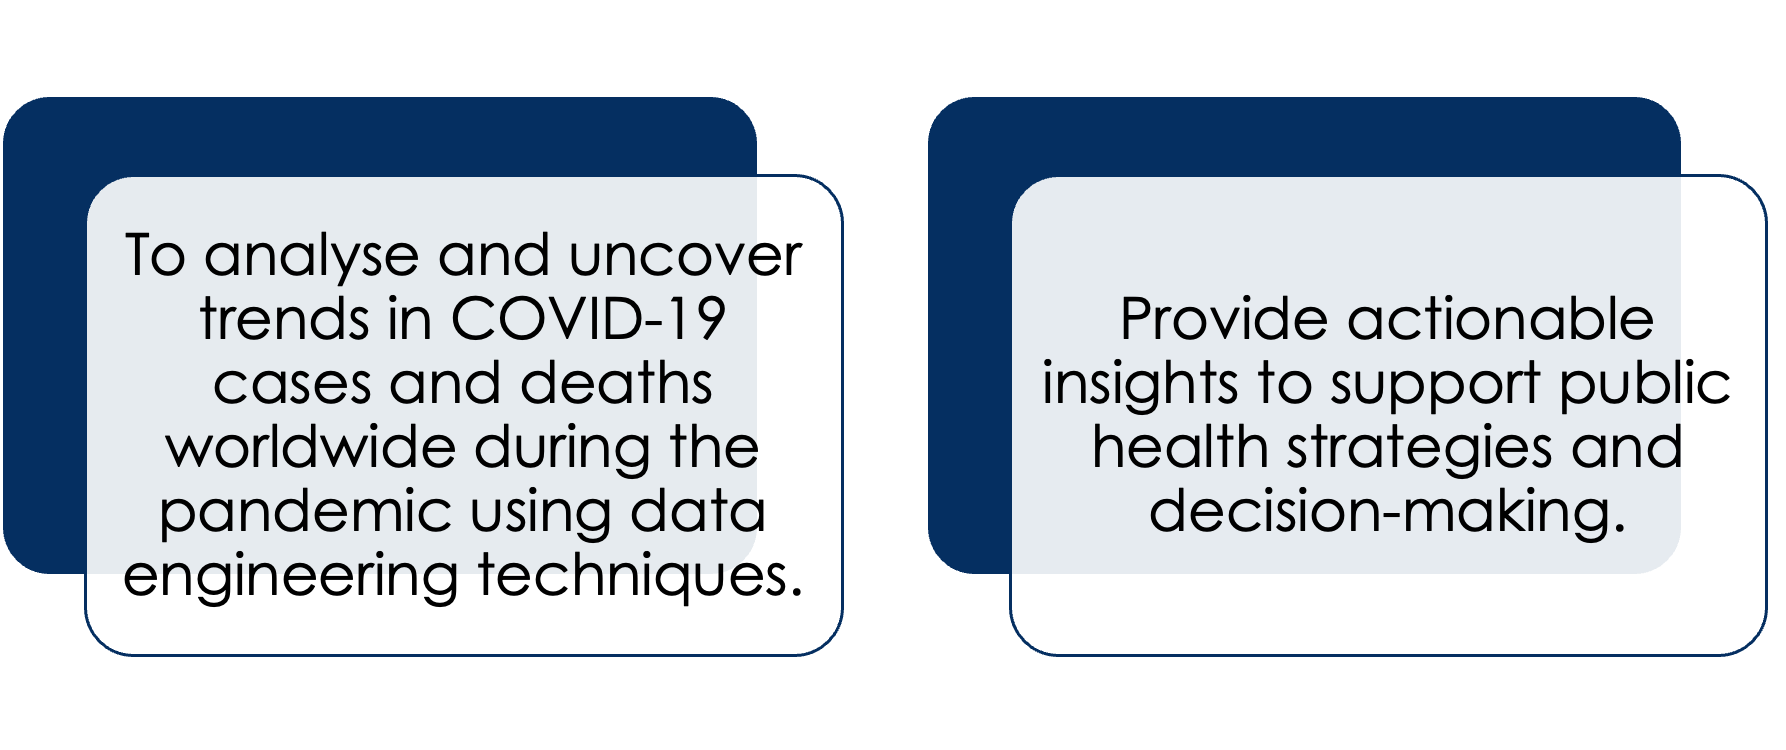 To analyse and uncover
trends in COVID-19
cases and deaths
worldwide during the
pandemic using data
engineering techniques.
Provide actionable
insights to support public
health strategies and
decision-making.